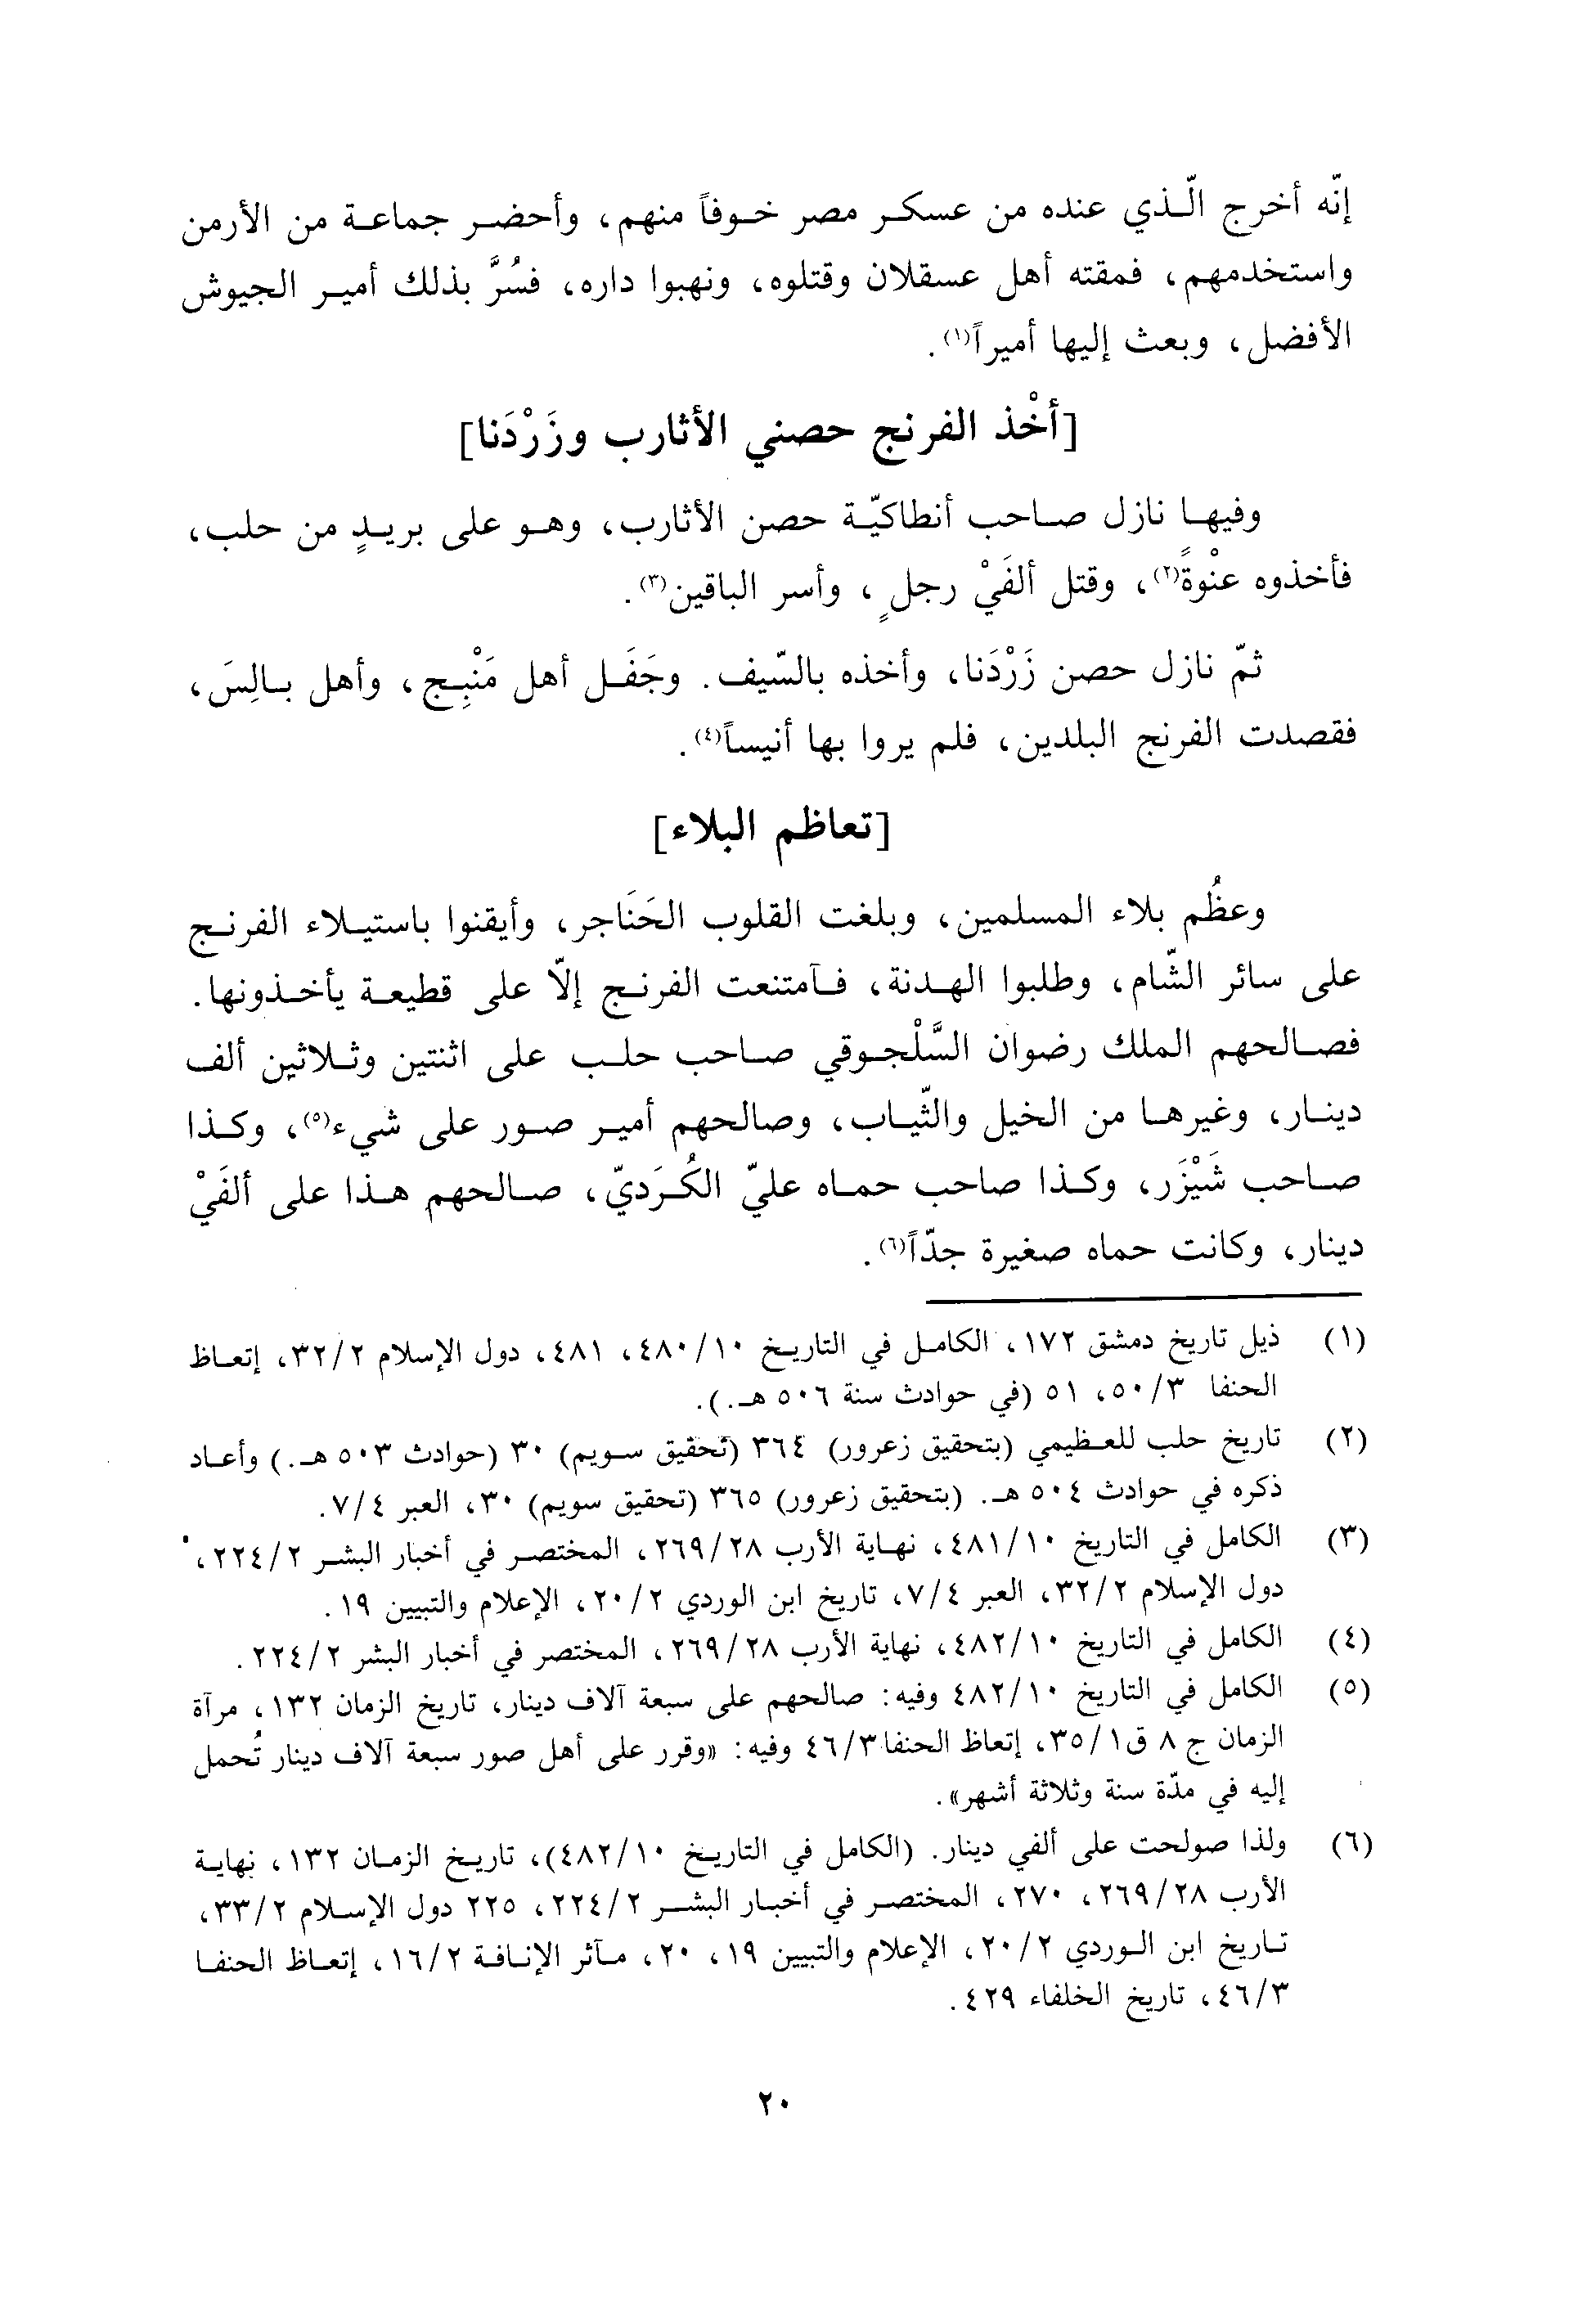 إنّه أخرج الّذي عنده من عسكر مصر خوفاً منهم، وأحضر جماعة من الأرمن
واستخدمهم، فمقته أهل عسقلان وقتلوه، ونهبوا داره، فسُرَّ بذلك أمير الجيوش
الأفضل، وبعث إليها أميراً(١).
[أخْذ الفرنج حصني الأثارب وزَرْدَنا]
وفيها نازل صاحب أنطاكيّة حصن الأثارب، وهو على بريدٍ من حلب،
فأخذوه عنْوةً(٢)، وقتل ألفَيْ رجلٍ، وأسر الباقين(٣).
ثمّ نازل حصن زَرْدَنا، وأخذه بالسّيف. وجَفَل أهل مَنْبِج، وأهل بالِسَ،
فقصدت الفرنج البلدين، فلم يروا بها أنيساً(٤).
[تعاظم البلاء]
وعظُم بلاء المسلمين، وبلغت القلوب الحَنَاجر، وأيقنوا باستيلاء الفرنج
على سائر الشّام، وطلبوا الهدنة، فآمتنعت الفرنج إلّا على قطيعة يأخذونها.
فصالحهم الملك رضوان السَّلْجوقي صاحب حلب على اثنتين وثلاثين ألف
دينار، وغيرها من الخيل والثّياب، وصالحهم أمير صور على شيء(٥)، وكذا
صاحب شَيْزَر، وكذا صاحب حماه عليّ الكُرَديّ، صالحهم هذا على ألفَيْ
دينار، وكانت حماه صغيرة جدّاً(٦).
(١) ذيل تاريخ دمشق ١٧٢، الكامل في التاريخ ٤٨٠/١٠، ٤٨١، دول الإسلام ٣٢/٢، إتعاظ
الحنفا ٥٠/٣، ٥١ (في حوادث سنة ٥٠٦ هـ.).
(٢) تاريخ حلب للعظيمي (بتحقيق زعرور) ٣٦٤ (تحقيق سويم) ٣٠ (حوادث ٥٠٣ هـ.) وأعاد
ذكره في حوادث ٥٠٤ هـ. (بتحقيق زعرور) ٣٦٥ (تحقيق سويم) ٣٠، العبر ٧/٤.
(٣) الكامل في التاريخ ٤٨١/١٠، نهاية الأرب ٢٦٩/٢٨، المختصر في أخبار البشر ٢٢٤/٢،
دول الإسلام ٣٢/٢، العبر ٧/٤، تاريخ ابن الوردي ٢٠/٢، الإعلام والتبيين ١٩.
(٤) الكامل في التاريخ ٤٨٢/١٠، نهاية الأرب ٢٦٩/٢٨، المختصر في أخبار البشر ٢٢٤/٢.
(٥) الكامل في التاريخ ٤٨٢/١٠ وفيه: صالحهم على سبعة آلاف دينار، تاريخ الزمان ١٣٢، مرآة
الزمان ج ٨ ق٣٥/١، إتعاظ الحنفا ٤٦/٣ وفيه: «وقرر على أهل صور سبعة آلاف دينار تُحمل
إليه في مدّة سنة وثلاثة أشهر».
(٦) ولذا صولحت على ألفي دينار. (الكامل في التاريخ ٤٨٢/١٠)، تاريخ الزمان ١٣٢، نهاية
الأرب ٢٦٩/٢٨، ٢٧٠، المختصر في أخبار البشر ٢٢٤/٢، ٢٢٥ دول الإسلام ٣٣/٢،
تاريخ ابن الوردي ٢٠/٢، الإعلام والتبيين ١٩، ٢٠، مآثر الإنافة ١٦/٢، إتعاظ الحنفا
٤٦/٣، تاريخ الخلفاء ٤٢٩.
٢٠